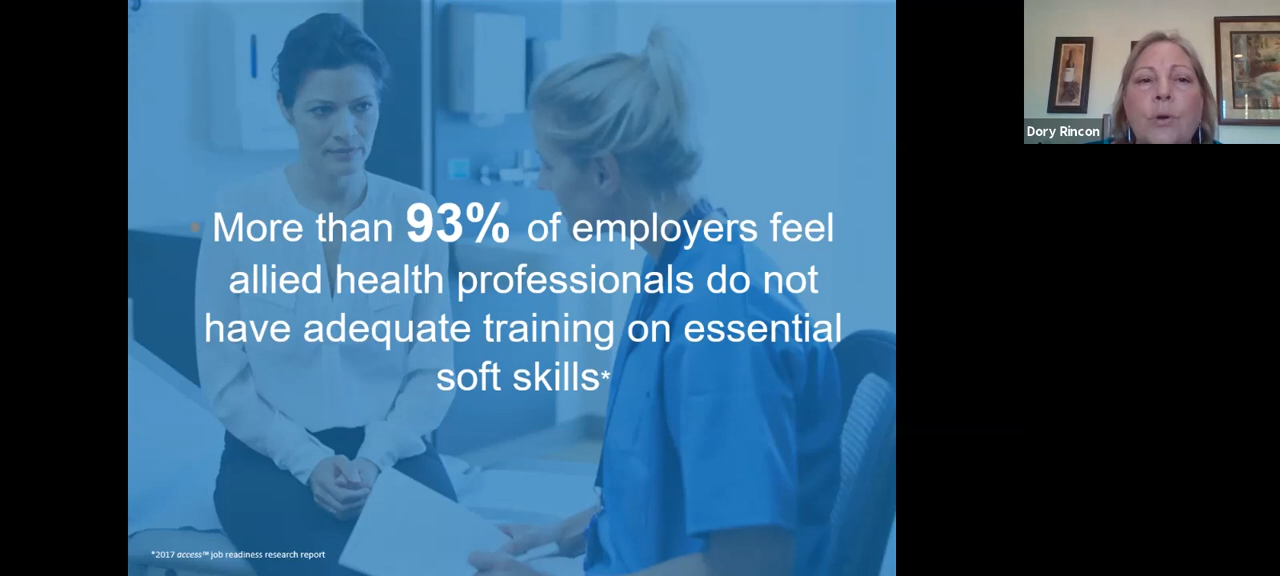 More than 93% of employers feel
allied health professionals do not
have adequate training on essential
soft skills*
*2017 access™ job readiness research report
Dory Rincon